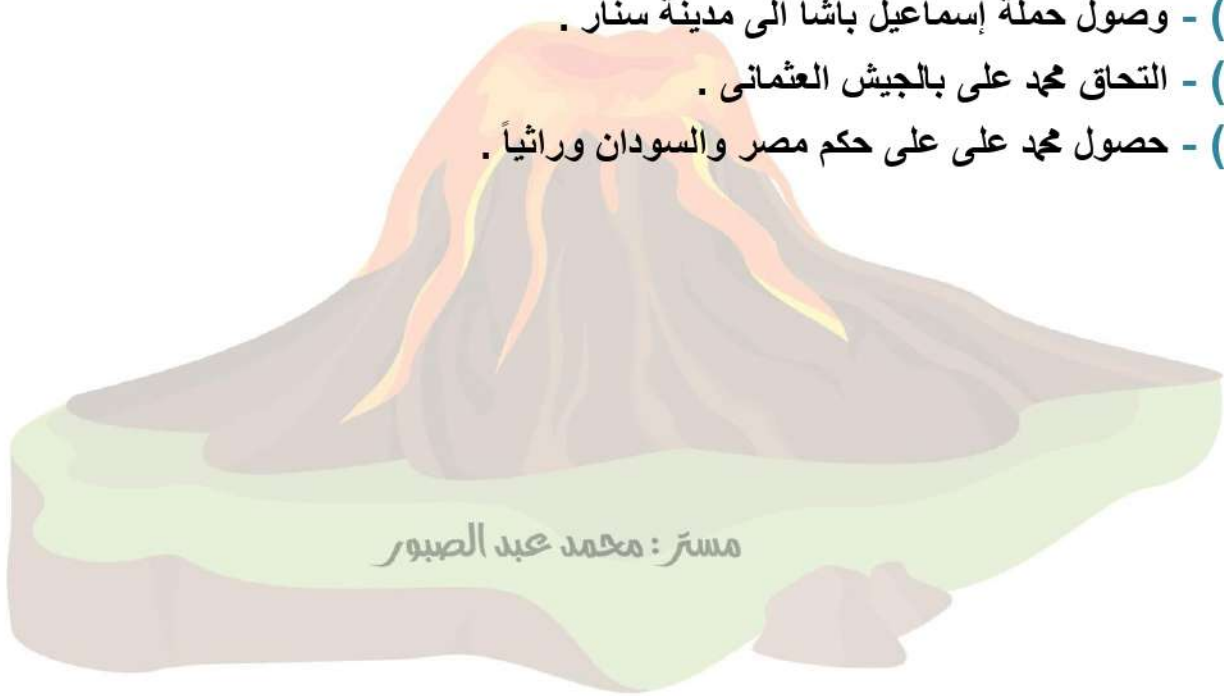 ) - وصول حملة إسماعيل باشا الى مدينة سنار .
) - التحاق محمد على بالجيش العثمانى .
) - حصول محمد على على حكم مصر والسودان وراثياً .
مستر : محمد عبد الصبور